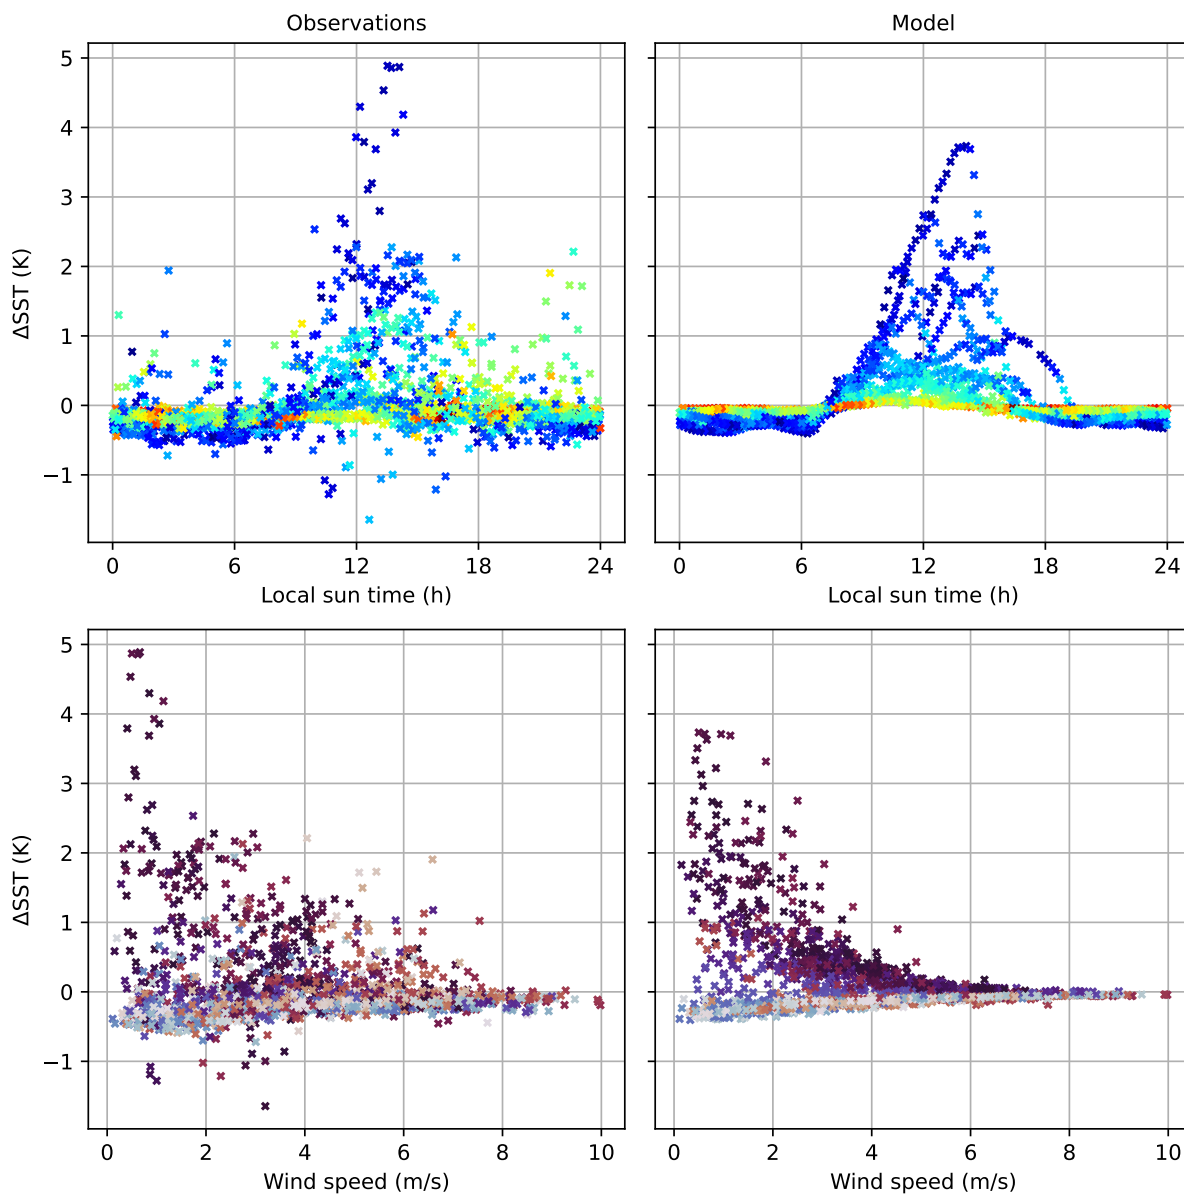 Observations
Model
5
4
3
2
1
0
−1
ΔSST (K)
0 6 12 18 24
0 6 12 18 24
Local sun time (h)
Local sun time (h)
5
4
3
2
1
0
−1
ΔSST (K)
0 2 4 6 8 10
0 2 4 6 8 10
Wind speed (m/s)
Wind speed (m/s)